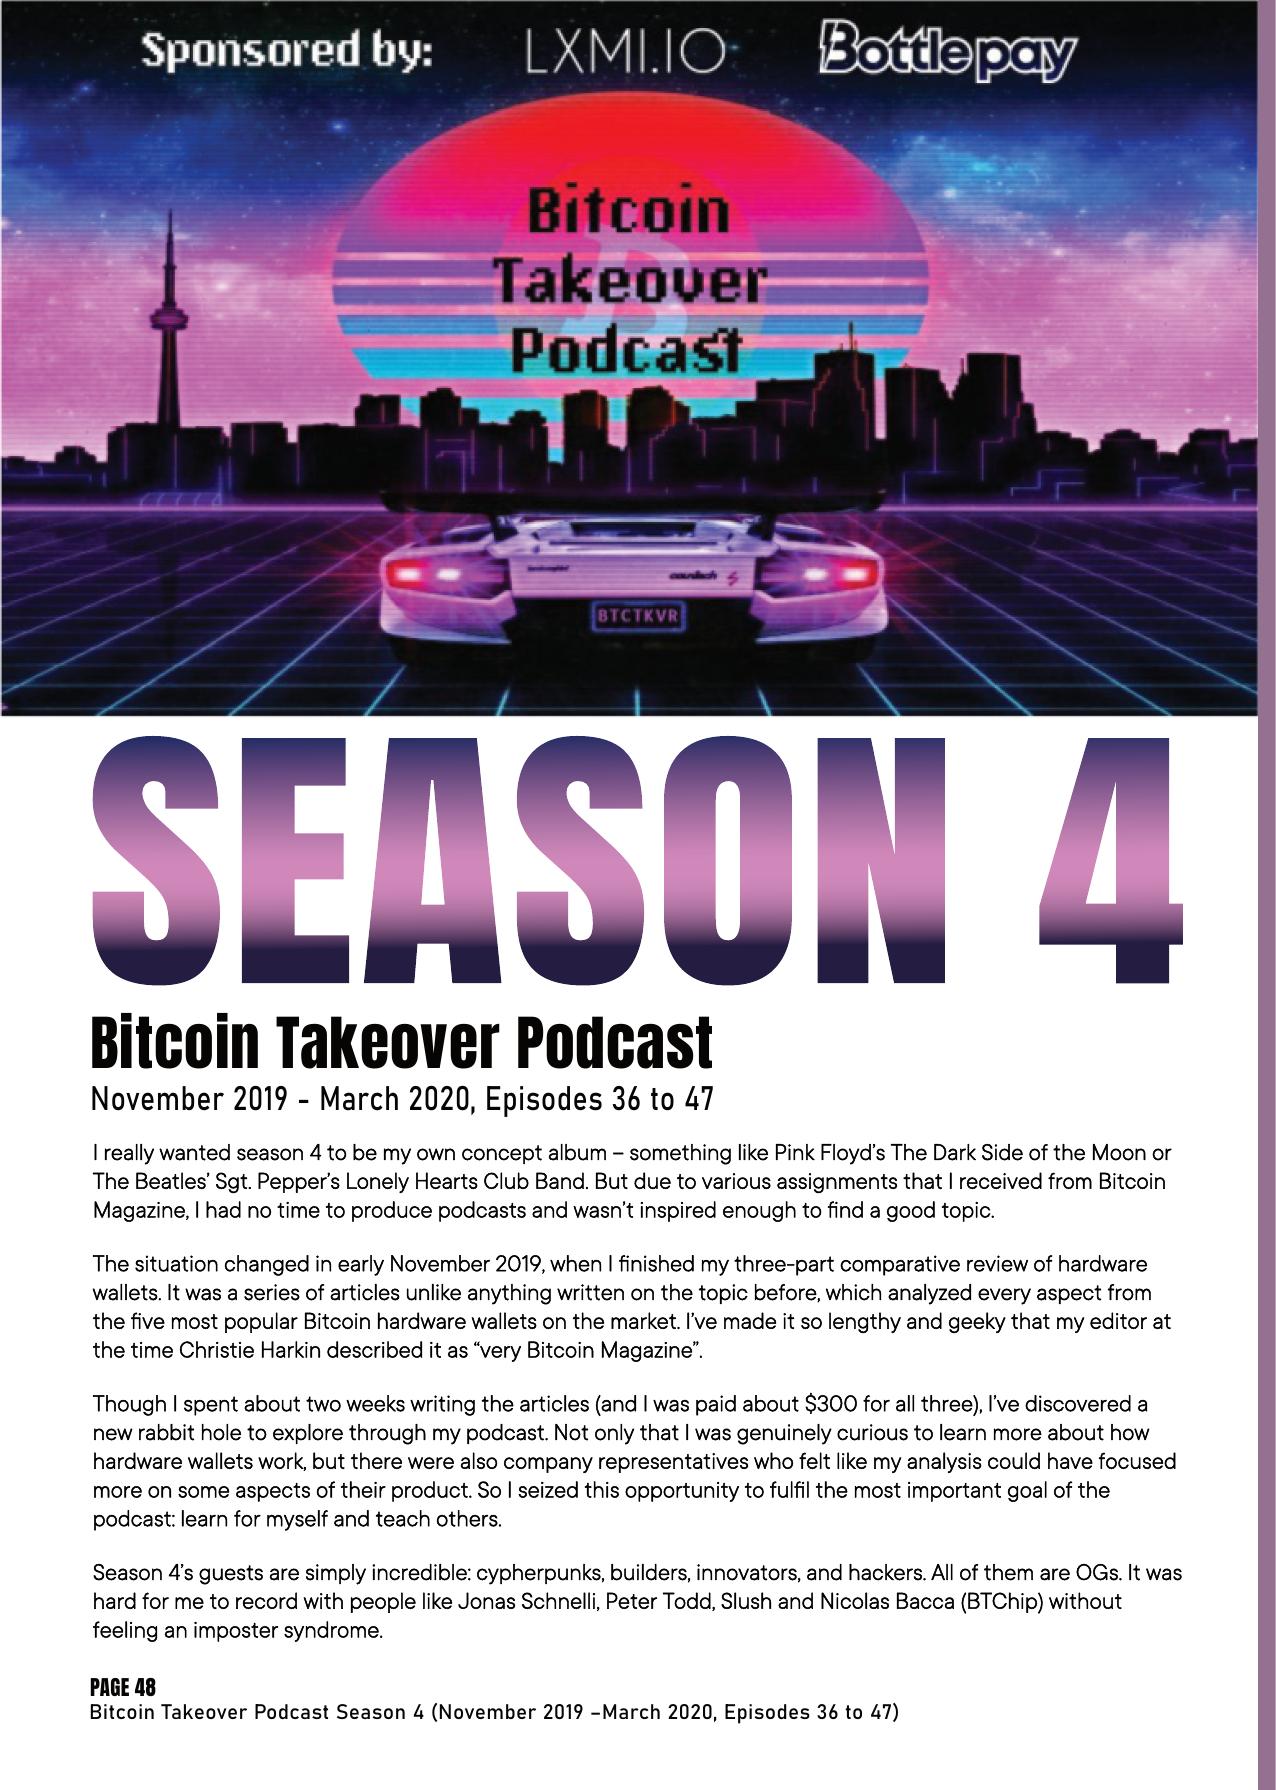 Sponsored by: LXMI.IO Bottlepay
Bitcoin
Takeover
Podcast
countach S
BTCTKVR
SEASON 4
Bitcoin Takeover Podcast
November 2019 - March 2020, Episodes 36 to 47
I really wanted season 4 to be my own concept album – something like Pink Floyd’s The Dark Side of the Moon or
The Beatles’ Sgt. Pepper’s Lonely Hearts Club Band. But due to various assignments that I received from Bitcoin
Magazine, I had no time to produce podcasts and wasn’t inspired enough to find a good topic.
The situation changed in early November 2019, when I finished my three-part comparative review of hardware
wallets. It was a series of articles unlike anything written on the topic before, which analyzed every aspect from
the five most popular Bitcoin hardware wallets on the market. I’ve made it so lengthy and geeky that my editor at
the time Christie Harkin described it as “very Bitcoin Magazine”.
Though I spent about two weeks writing the articles (and I was paid about $300 for all three), I’ve discovered a
new rabbit hole to explore through my podcast. Not only that I was genuinely curious to learn more about how
hardware wallets work, but there were also company representatives who felt like my analysis could have focused
more on some aspects of their product. So I seized this opportunity to fulfil the most important goal of the
podcast: learn for myself and teach others.
Season 4’s guests are simply incredible: cypherpunks, builders, innovators, and hackers. All of them are OGs. It was
hard for me to record with people like Jonas Schnelli, Peter Todd, Slush and Nicolas Bacca (BTChip) without
feeling an imposter syndrome.
PAGE 48
Bitcoin Takeover Podcast Season 4 (November 2019 –March 2020, Episodes 36 to 47)